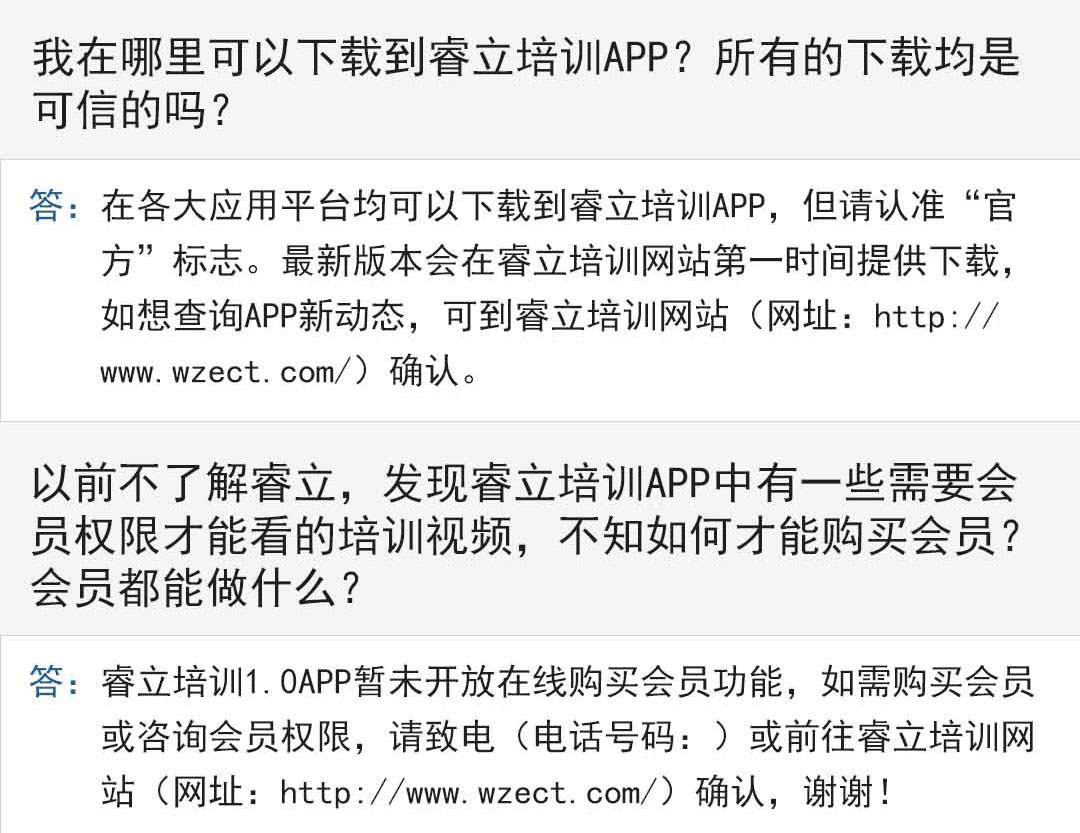 我在哪里可以下载到睿立培训APP？所有的下载均是
可信的吗？
答：在各大应用平台均可以下载到睿立培训APP，但请认准“官
方”标志。最新版本会在睿立培训网站第一时间提供下载，
如想查询APP新动态，可到睿立培训网站（网址：http://
www.wzect.com/）确认。
以前不了解睿立，发现睿立培训APP中有一些需要会
员权限才能看的培训视频，不知如何才能购买会员？
会员都能做什么？
答：睿立培训1.0APP暂未开放在线购买会员功能，如需购买会员
或咨询会员权限，请致电（电话号码：）或前往睿立培训网
站（网址：http://www.wzect.com/）确认，谢谢！